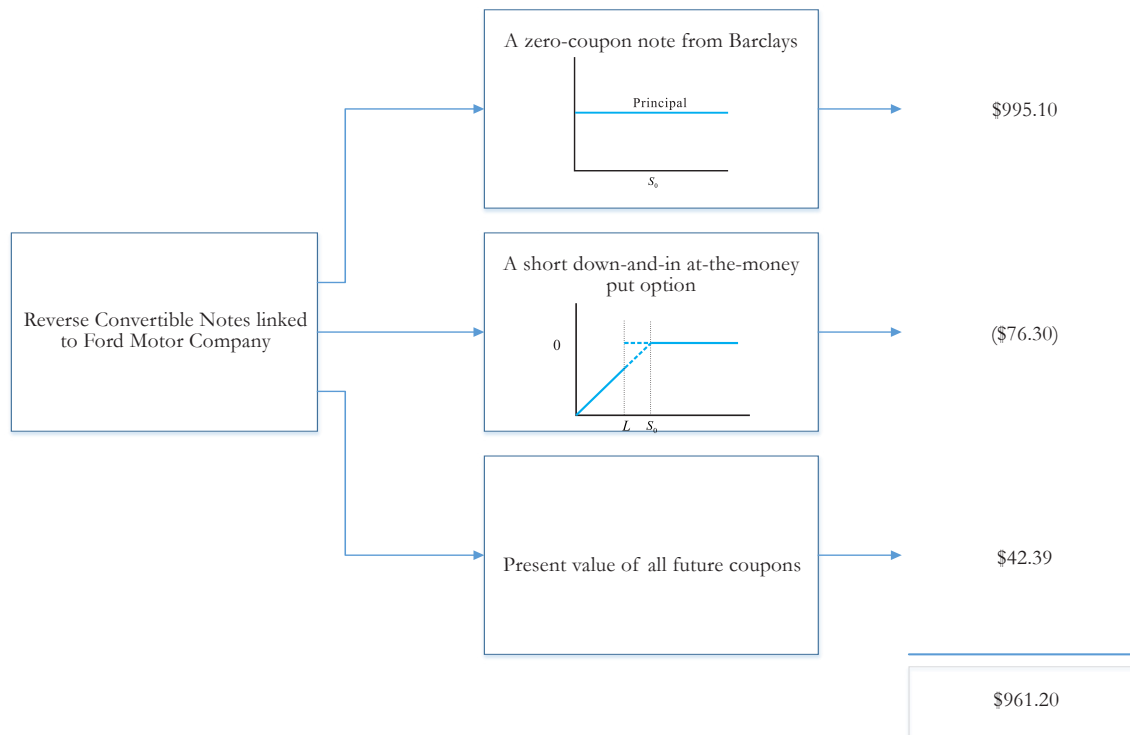 A zero-coupon note from Barclays
Principal
S₀
$995.10
Reverse Convertible Notes linked
to Ford Motor Company
A short down-and-in at-the-money
put option
0
L S₀
($76.30)
Present value of all future coupons
$42.39
$961.20